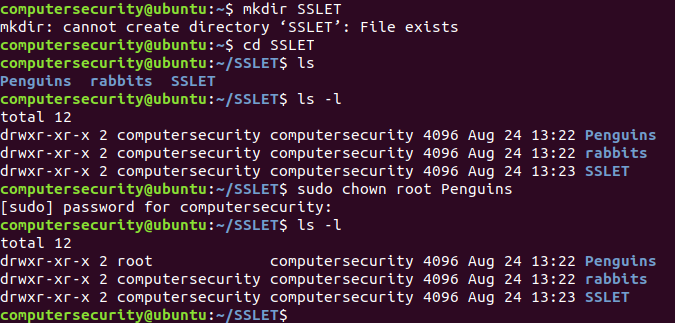 computersecurity@ubuntu:~$ mkdir SSLET
mkdir: cannot create directory ‘SSLET’: File exists
computersecurity@ubuntu:~$ cd SSLET
computersecurity@ubuntu:~/SSLET$ ls
Penguins  rabbits  SSLET
computersecurity@ubuntu:~/SSLET$ ls -l
total 12
drwxr-xr-x 2 computersecurity computersecurity 4096 Aug 24 13:22 Penguins
drwxr-xr-x 2 computersecurity computersecurity 4096 Aug 24 13:22 rabbits
drwxr-xr-x 2 computersecurity computersecurity 4096 Aug 24 13:23 SSLET
computersecurity@ubuntu:~/SSLET$ sudo chown root Penguins
[sudo] password for computersecurity:
computersecurity@ubuntu:~/SSLET$ ls -l
total 12
drwxr-xr-x 2 root             computersecurity 4096 Aug 24 13:22 Penguins
drwxr-xr-x 2 computersecurity computersecurity 4096 Aug 24 13:22 rabbits
drwxr-xr-x 2 computersecurity computersecurity 4096 Aug 24 13:23 SSLET
computersecurity@ubuntu:~/SSLET$